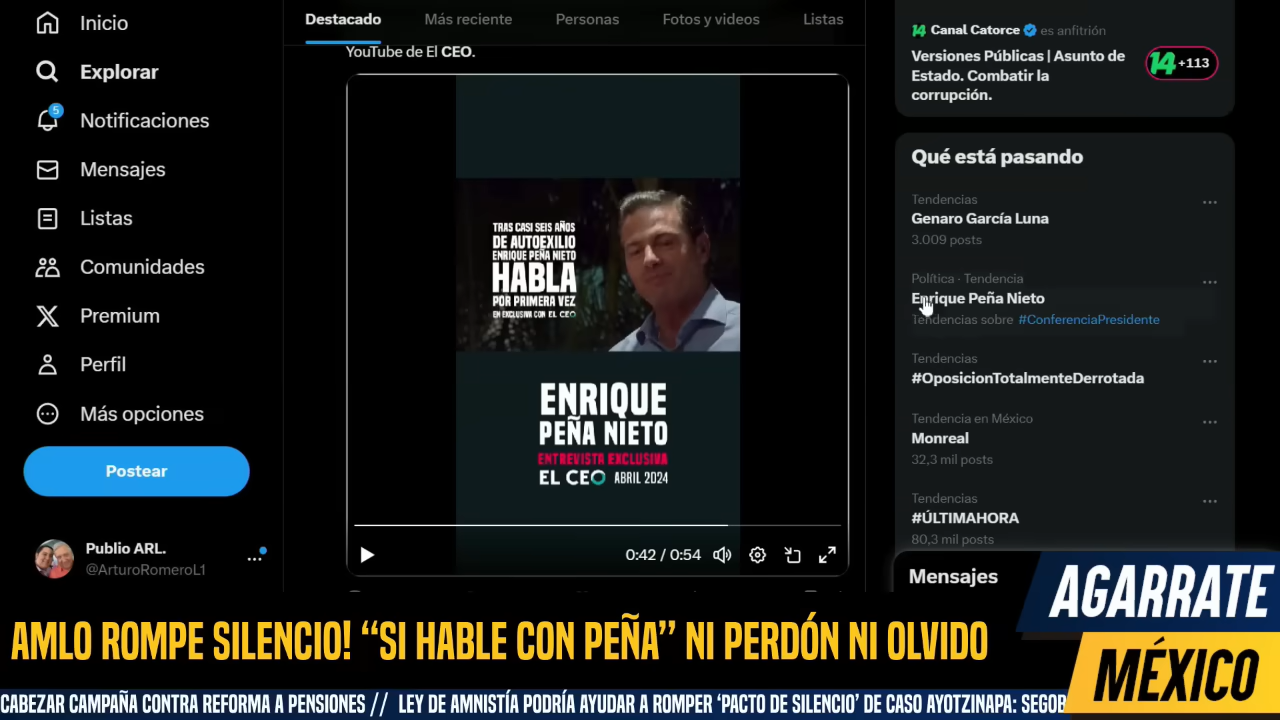 Inicio
Explorar
5
Notificaciones
Mensajes
Listas
Comunidades
Premium
Perfil
Más opciones
Postear
Publio ARL.
@ArturoRomeroL1
Destacado
Más reciente
Personas
Fotos y videos
Listas
YouTube de El CEO.
TRAS CASI SEIS AÑOS
DE AUTOEXILIO
ENRIQUE PEÑA NIETO
HABLA
POR PRIMERA VEZ
EN EXCLUSIVA CON EL CEO
ENRIQUE
PEÑA NIETO
ENTREVISTA EXCLUSIVA
EL CEO ABRIL 2024
0:42 / 0:54
14 Canal Catorce es anfitrión
Versiones Públicas | Asunto de
Estado. Combatir la
corrupción.
14 +113
Qué está pasando
Tendencias
Genaro García Luna
3.009 posts
Política · Tendencia
Enrique Peña Nieto
Tendencias sobre #ConferenciaPresidente
Tendencias
#OposicionTotalmenteDerrotada
Tendencia en México
Monreal
32,3 mil posts
Tendencias
#ÚLTIMAHORA
80,3 mil posts
Mensajes
AGARRATE
MÉXICO
AMLO ROMPE SILENCIO! “SI HABLE CON PEÑA” NI PERDÓN NI OLVIDO
CABEZAR CAMPAÑA CONTRA REFORMA A PENSIONES // LEY DE AMNISTÍA PODRÍA AYUDAR A ROMPER ‘PACTO DE SILENCIO’ DE CASO AYOTZINAPA: SEGOB